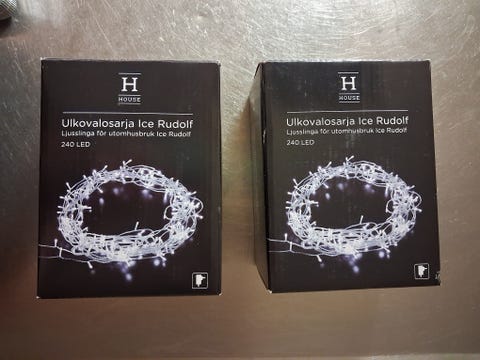 H
HOUSE
Ulkovalosarja Ice Rudolf
Ljusslinga för utomhusbruk Ice Rudolf
240 LED
H
HOUSE
Ulkovalosarja Ice Rudolf
Ljusslinga för utomhusbruk Ice Rudolf
240 LED